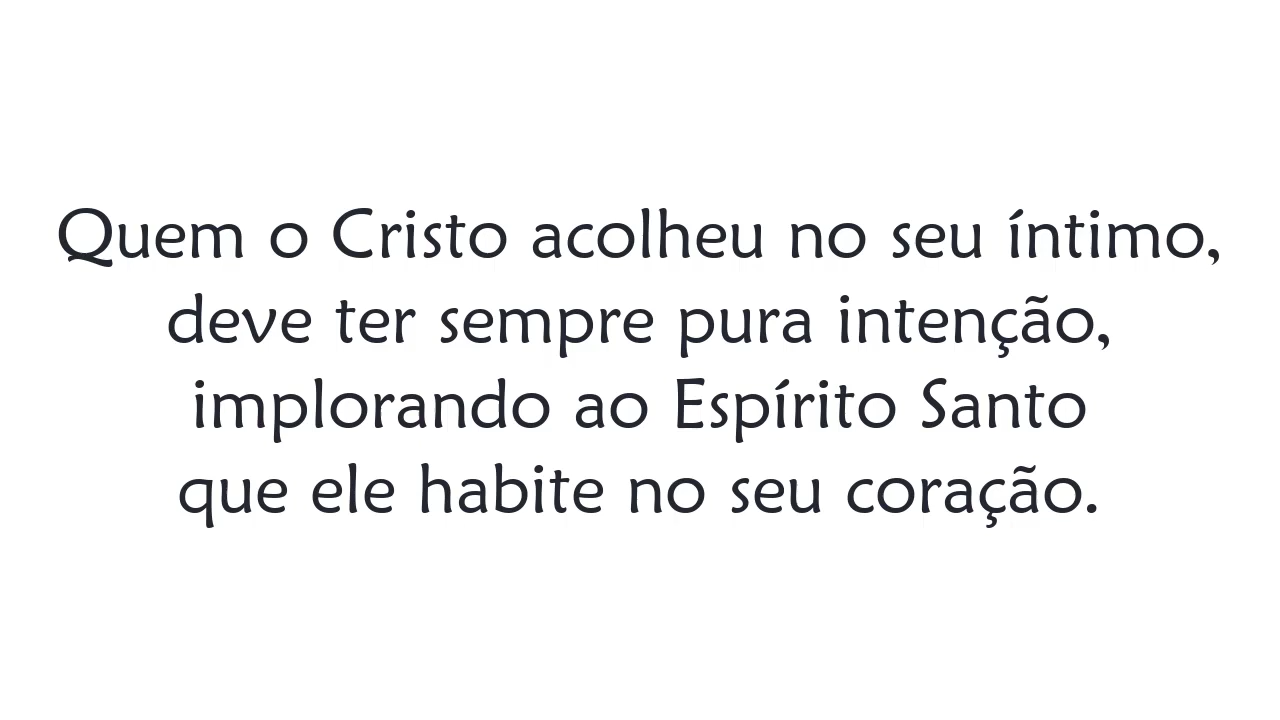 Quem o Cristo acolheu no seu íntimo,
deve ter sempre pura intenção,
implorando ao Espírito Santo
que ele habite no seu coração.